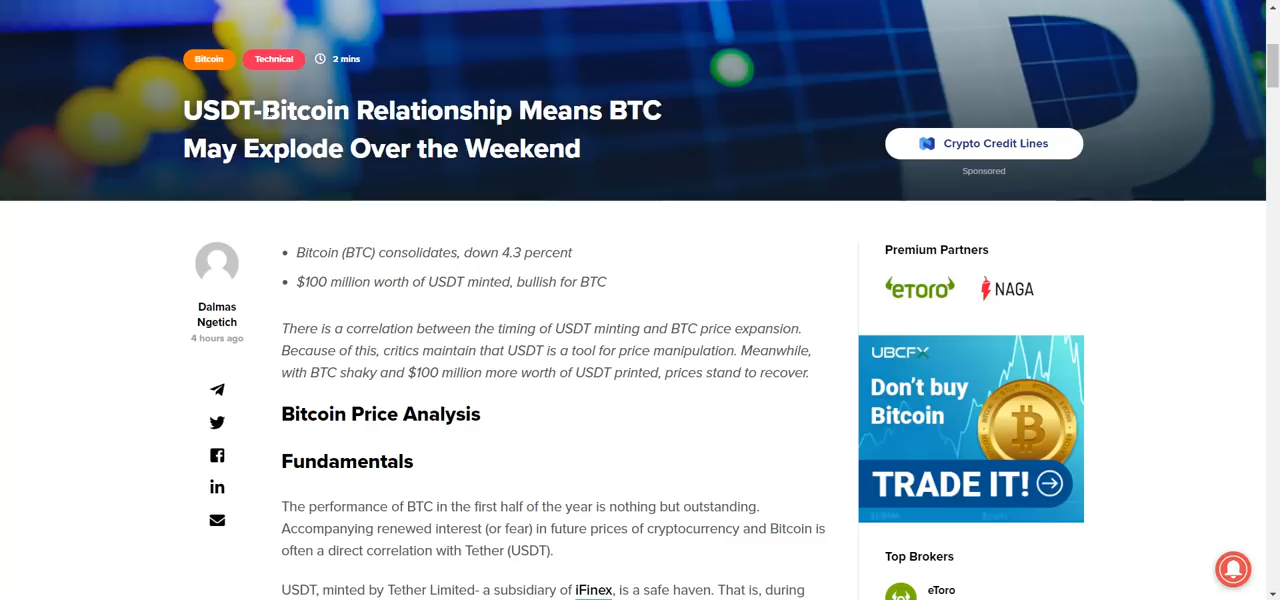 Bitcoin Technical 2 mins
USDT-Bitcoin Relationship Means BTC
May Explode Over the Weekend
Crypto Credit Lines
Sponsored
Dalmas
Ngetich
4 hours ago
Bitcoin (BTC) consolidates, down 4.3 percent
$100 million worth of USDT minted, bullish for BTC
There is a correlation between the timing of USDT minting and BTC price expansion.
Because of this, critics maintain that USDT is a tool for price manipulation. Meanwhile,
with BTC shaky and $100 million more worth of USDT printed, prices stand to recover.
Bitcoin Price Analysis
Fundamentals
The performance of BTC in the first half of the year is nothing but outstanding.
Accompanying renewed interest (or fear) in future prices of cryptocurrency and Bitcoin is
often a direct correlation with Tether (USDT).
USDT, minted by Tether Limited- a subsidiary of iFinex, is a safe haven. That is, during
Premium Partners
eToro NAGA
UBCFX
Don't buy
Bitcoin
TRADE IT!
Top Brokers
eToro